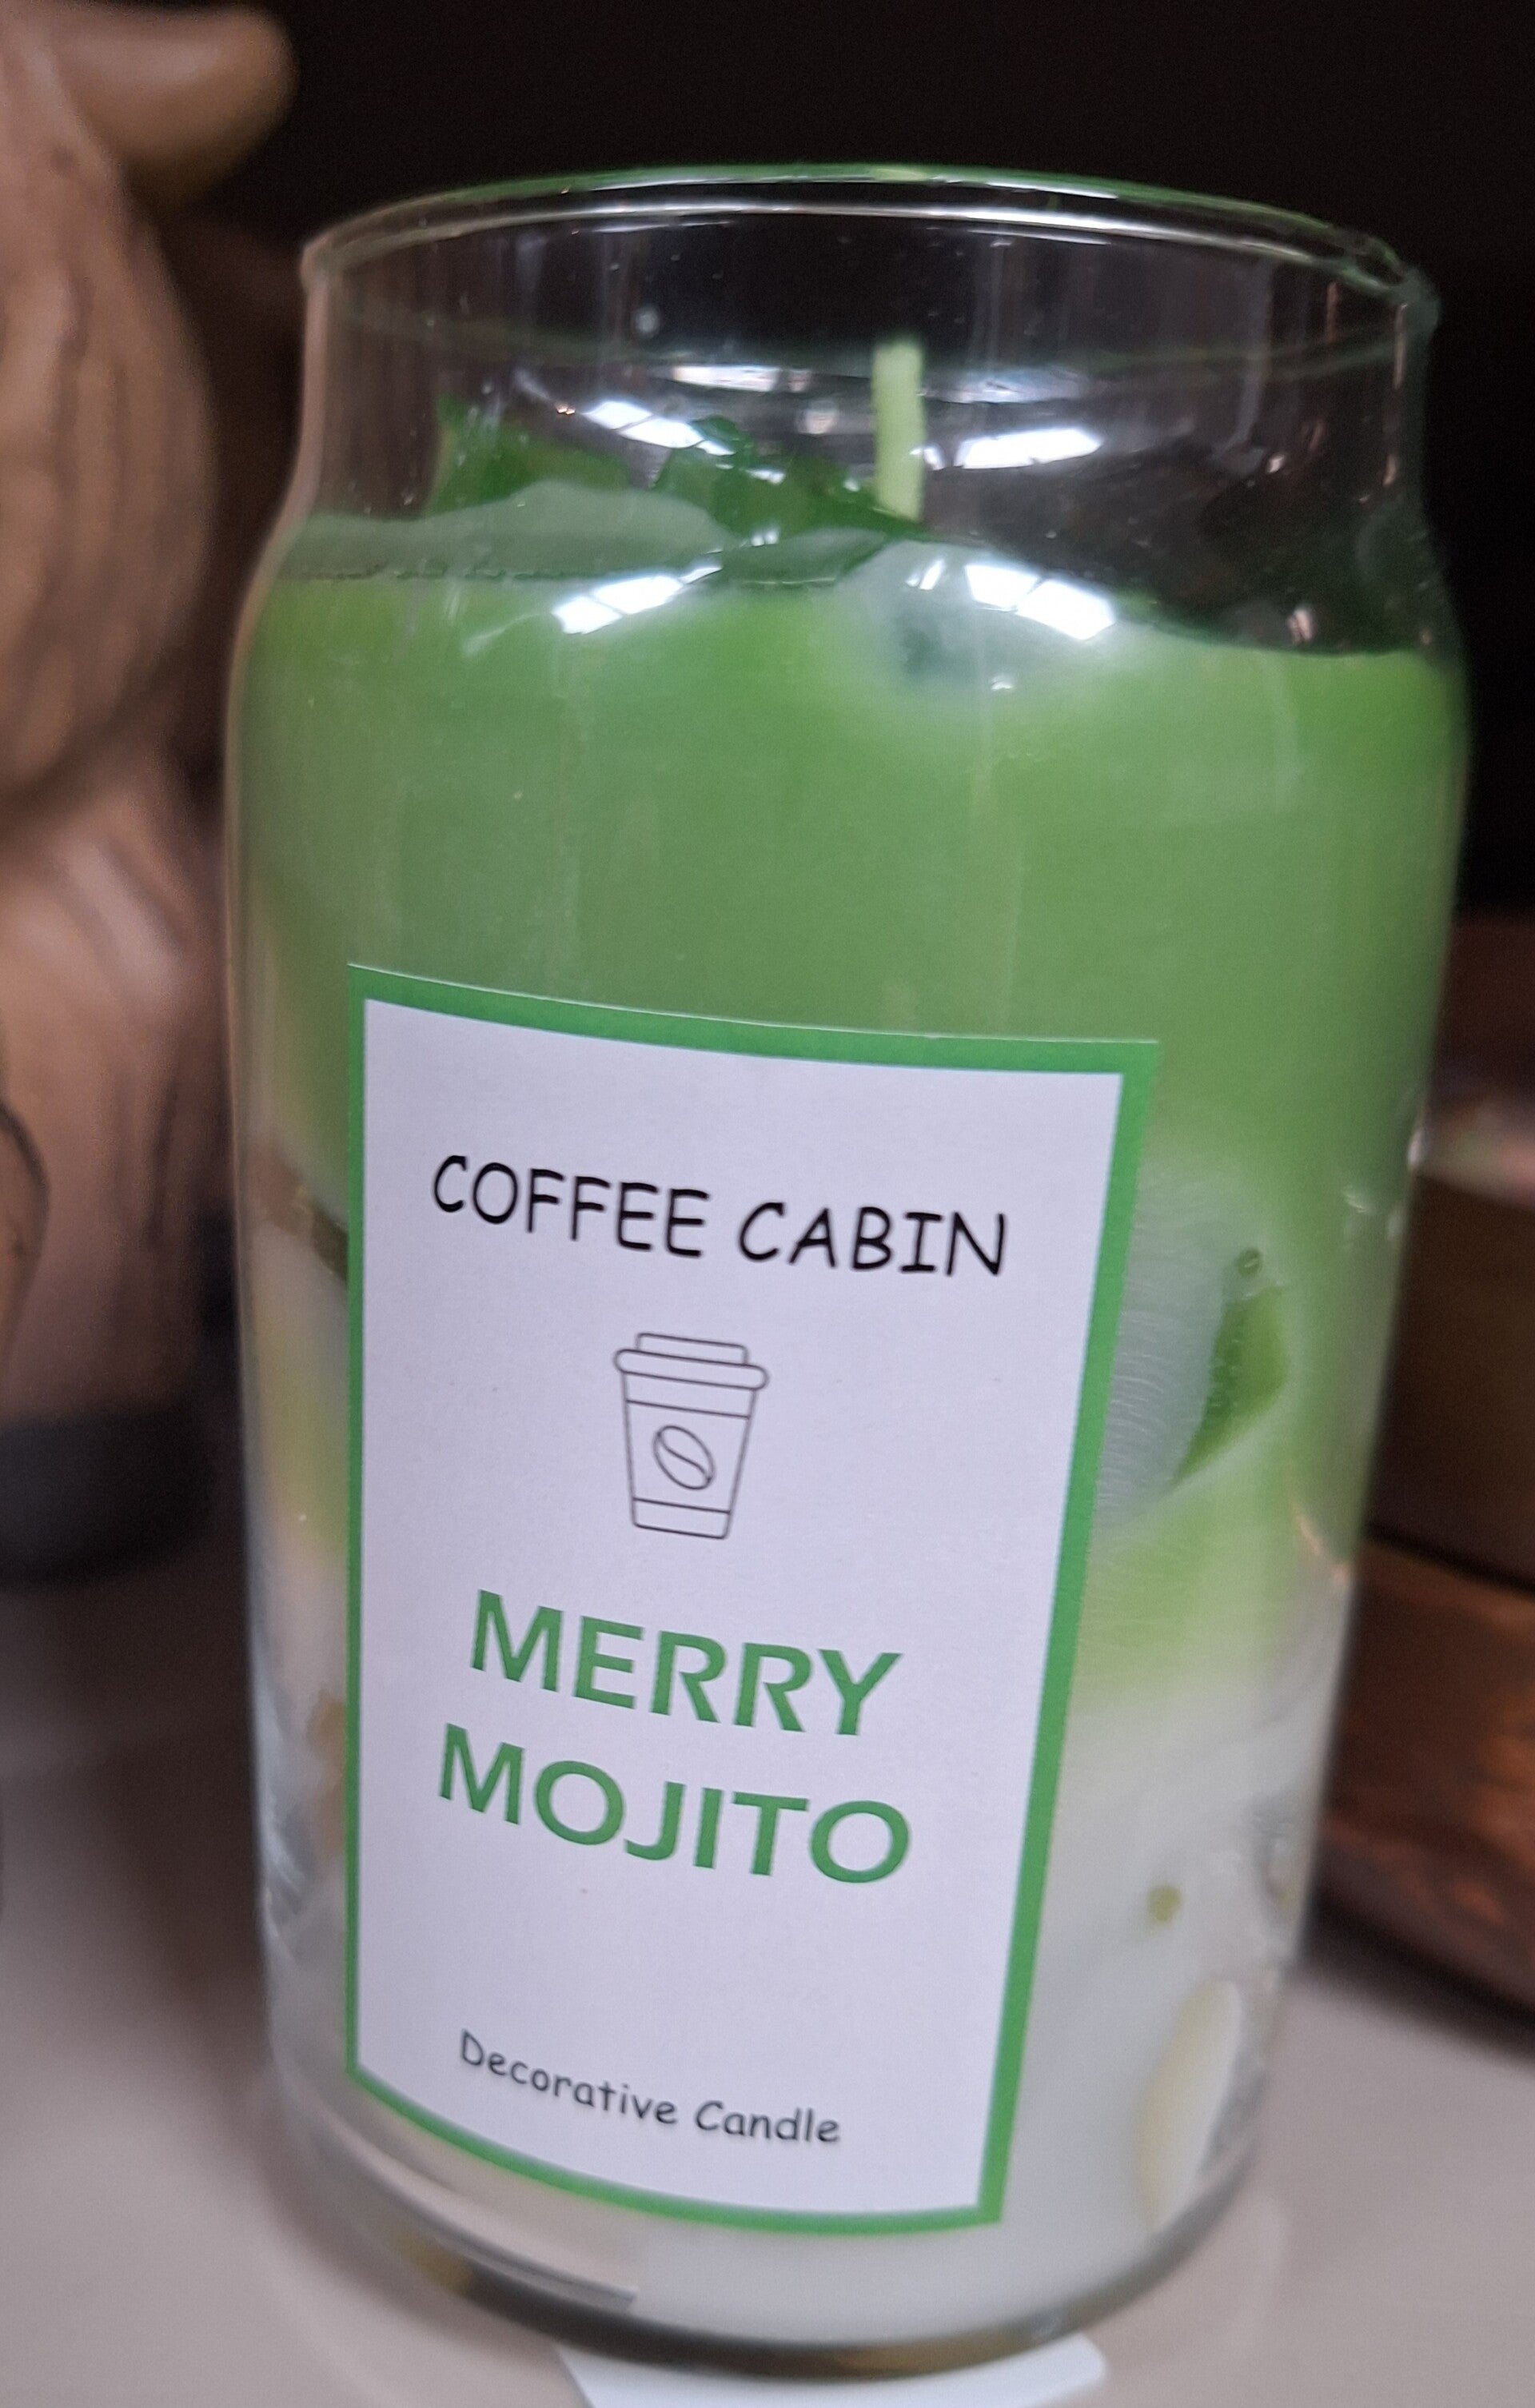 COFFEE CABIN
MERRY
MOJITO
Decorative Candle